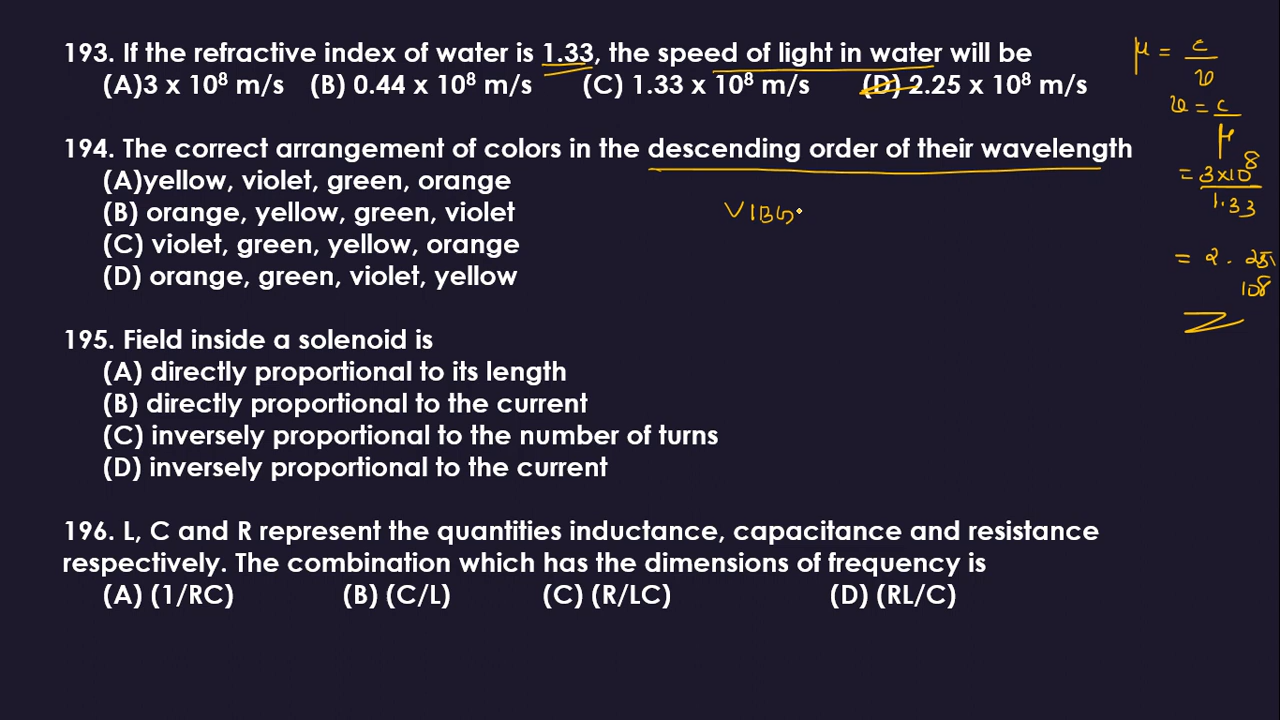 193. If the refractive index of water is 1.33, the speed of light in water will be
(A)3 x 10⁸ m/s (B) 0.44 x 10⁸ m/s (C) 1.33 x 10⁸ m/s (D) 2.25 x 10⁸ m/s
μ = c/v
v = c/μ
= 3×10⁸/1.33
= 2.25
10⁸
194. The correct arrangement of colors in the descending order of their wavelength
(A)yellow, violet, green, orange
(B) orange, yellow, green, violet
(C) violet, green, yellow, orange
(D) orange, green, violet, yellow
VIBG
195. Field inside a solenoid is
(A) directly proportional to its length
(B) directly proportional to the current
(C) inversely proportional to the number of turns
(D) inversely proportional to the current
196. L, C and R represent the quantities inductance, capacitance and resistance
respectively. The combination which has the dimensions of frequency is
(A) (1/RC) (B) (C/L) (C) (R/LC) (D) (RL/C)